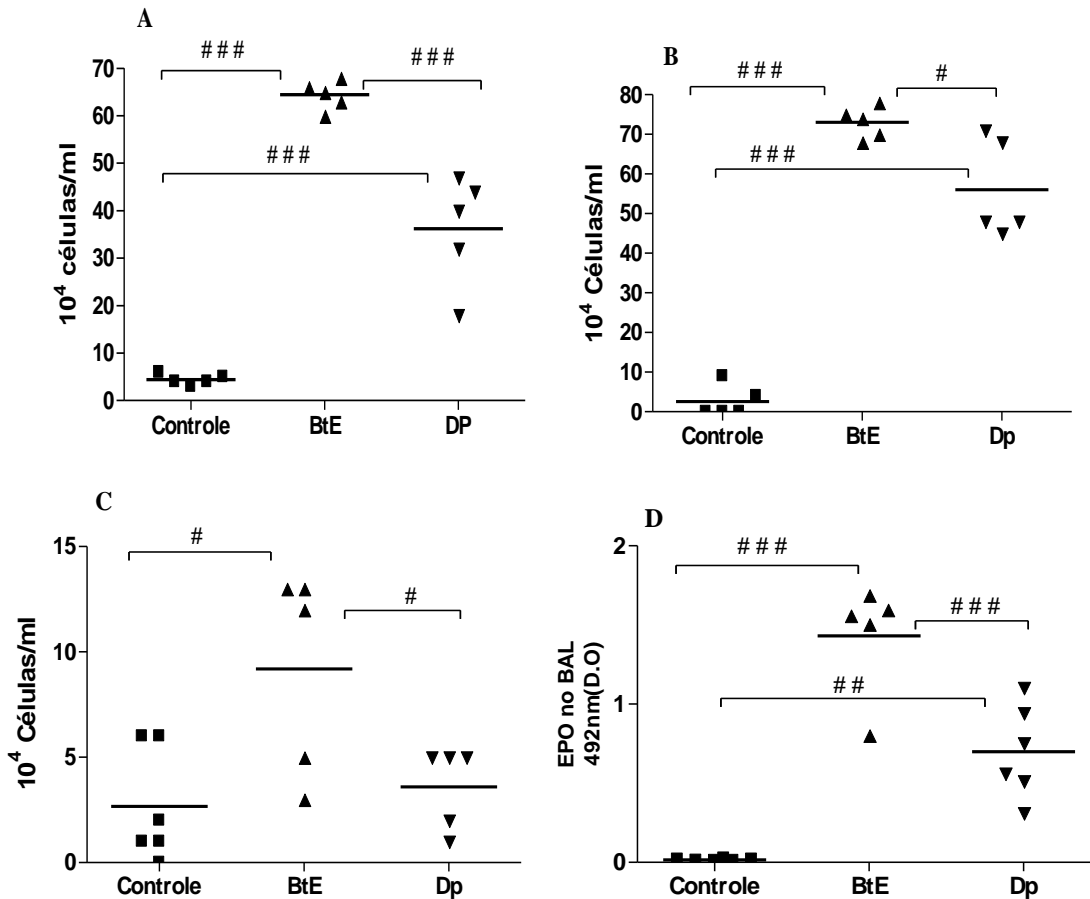 A
# # #
# # #
# # #
10⁴ células/ml
70
60
50
40
30
20
10
0
Controle
BtE
DP
B
# # #
#
# # #
10⁴ Células/ml
80
70
60
50
40
30
20
10
0
Controle
BtE
Dp
C
#
#
10⁴ Células/ml
15
10
5
0
Controle
BtE
Dp
D
# # #
# # #
# #
EPO no BAL
492nm(D.O)
2
1
0
Controle
BtE
Dp